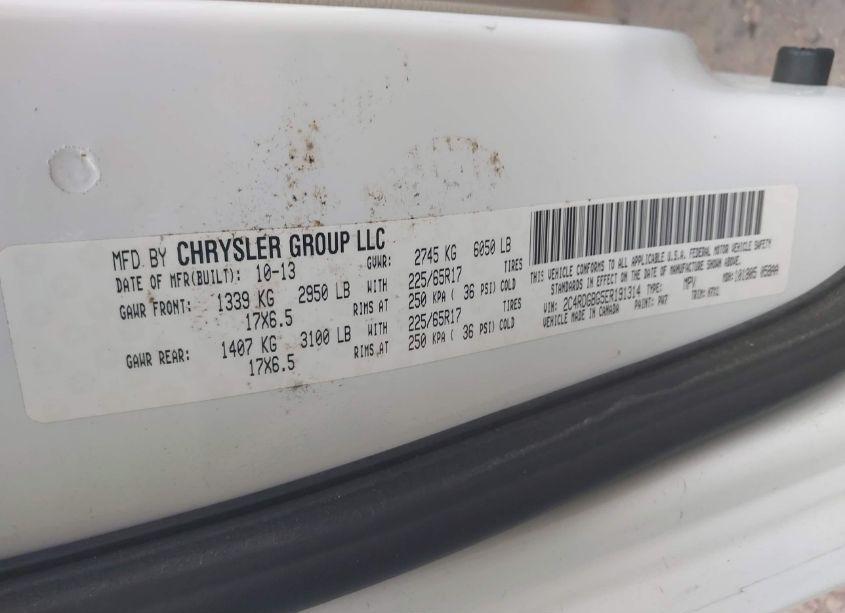 MFD BY CHRYSLER GROUP LLC
DATE OF MFR(BUILT): 10-13 GVWR: 2745 KG 6050 LB
GAWR FRONT: 1339 KG 2950 LB WITH 225/65R17 TIRES
17X6.5 RIMS AT 250 KPA ( 36 PSI) COLD
GAWR REAR: 1407 KG 3100 LB WITH 225/65R17 TIRES
17X6.5 RIMS AT 250 KPA ( 36 PSI) COLD
THIS VEHICLE CONFORMS TO ALL APPLICABLE U.S.A. FEDERAL MOTOR VEHICLE SAFETY
STANDARDS IN EFFECT ON THE DATE OF MANUFACTURE SHOWN ABOVE.
VIN: 2C4RDGBG5ER191314 TYPE: MPV MDH:
VEHICLE MADE IN CANADA PAINT: PW7 TRIM: